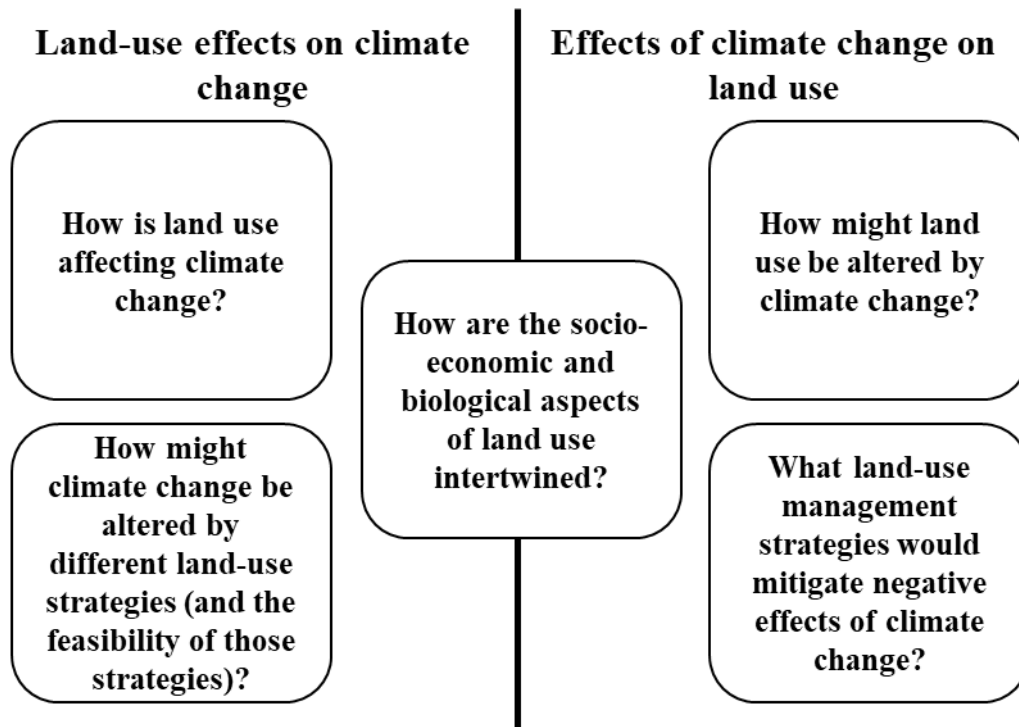 Land-use effects on climate
change
How is land use
affecting climate
change?
How might
climate change be
altered by
different land-use
strategies (and the
feasibility of those
strategies)?
How are the socio-
economic and
biological aspects
of land use
intertwined?
Effects of climate change on
land use
How might land
use be altered by
climate change?
What land-use
management
strategies would
mitigate negative
effects of climate
change?